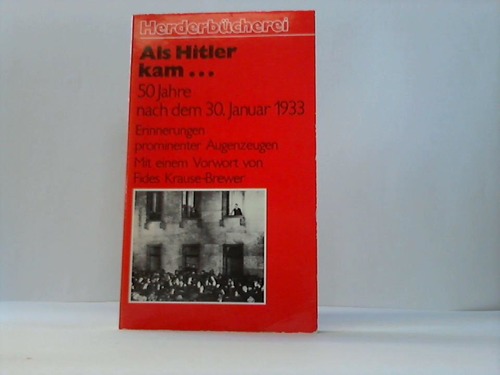 Herderbücherei
Als Hitler
kam...
50 Jahre
nach dem 30. Januar 1933
Erinnerungen
prominenter Augenzeugen
Mit einem Vorwort von
Fides Krause-Brewer